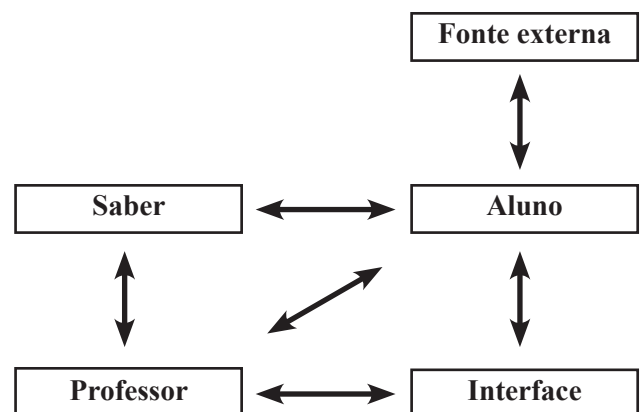 Fonte externa
Saber
Aluno
Professor
Interface